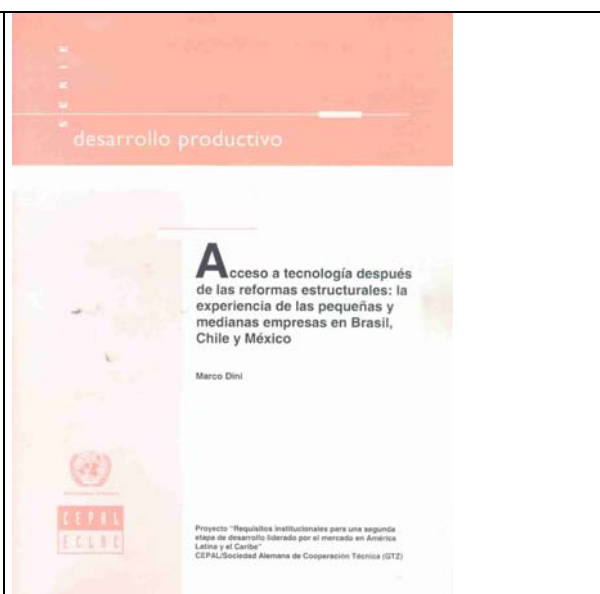 SERIE
desarrollo productivo
Acceso a tecnología después
de las reformas estructurales: la
experiencia de las pequeñas y
medianas empresas en Brasil,
Chile y México
Marco Dini
CEPAL
ECLAC
Proyecto "Requisitos institucionales para una segunda
etapa de desarrollo liderado por el mercado en América
Latina y el Caribe"
CEPAL/Sociedad Alemana de Cooperación Técnica (GTZ)